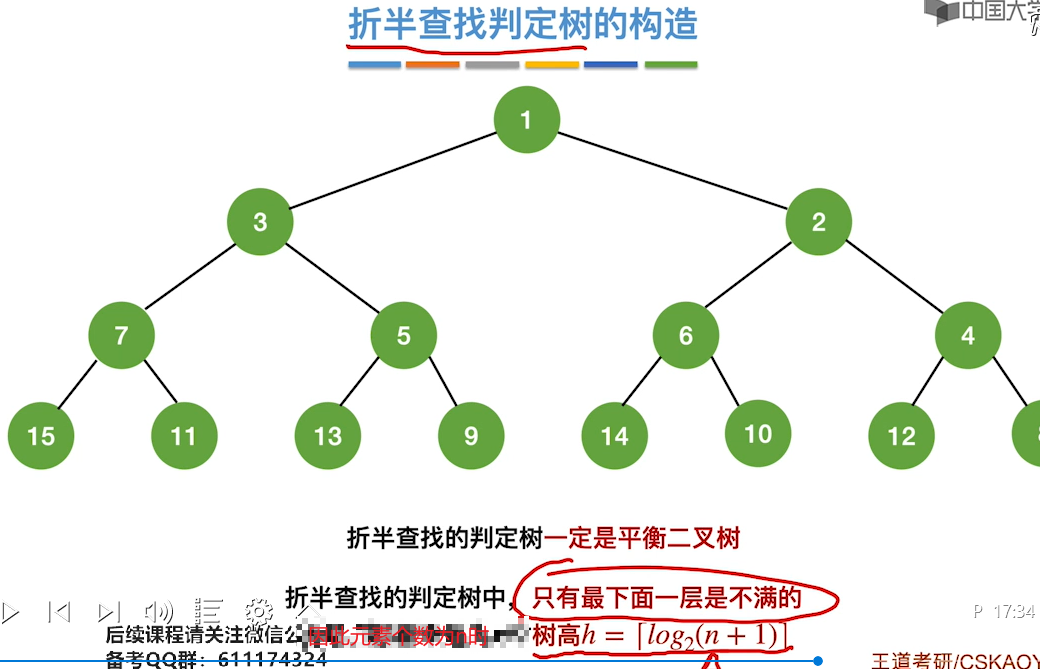 折半查找判定树的构造
中国大学
1
3 2
7 5 6 4
15 11 13 9 14 10 12
折半查找的判定树一定是平衡二叉树
折半查找的判定树中，只有最下面一层是不满的
P 17:34
后续课程请关注微信公
因此元素个数为n时
树高h = ⌈log₂(n + 1)⌉
备考QQ群：611174324
王道考研/CSKAOY